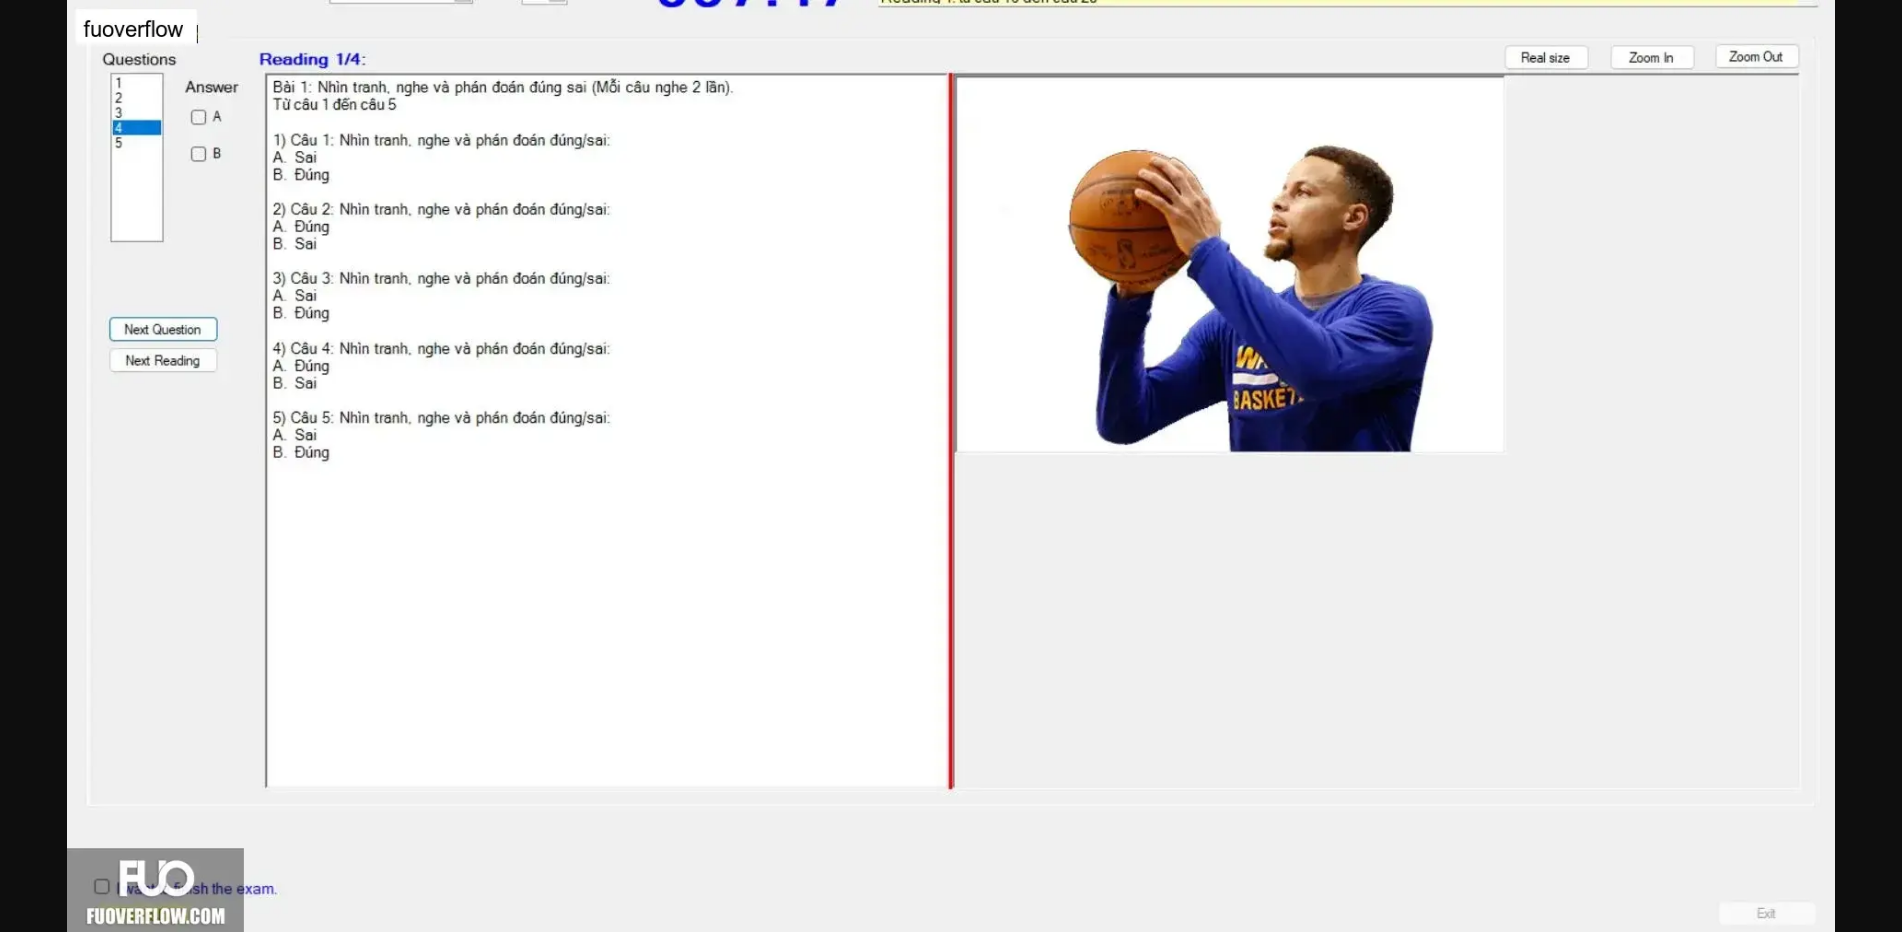 fuoverflow
Questions
Reading 1/4:
Real size
Zoom In
Zoom Out
1
2
3
4
5
Answer
A
B
Bài 1: Nhìn tranh, nghe và phán đoán đúng sai (Mỗi câu nghe 2 lần).
Từ câu 1 đến câu 5
1) Câu 1: Nhìn tranh, nghe và phán đoán đúng/sai:
A. Sai
B. Đúng
2) Câu 2: Nhìn tranh, nghe và phán đoán đúng/sai:
A. Đúng
B. Sai
3) Câu 3: Nhìn tranh, nghe và phán đoán đúng/sai:
A. Sai
B. Đúng
4) Câu 4: Nhìn tranh, nghe và phán đoán đúng/sai:
A. Đúng
B. Sai
5) Câu 5: Nhìn tranh, nghe và phán đoán đúng/sai:
A. Sai
B. Đúng
Next Question
Next Reading
BASKET
FUO
the exam.
FUOVERFLOW.COM
Exit